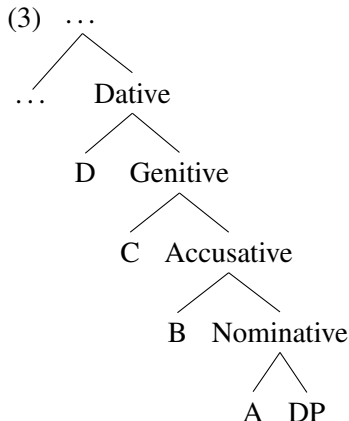 (3) ...
... Dative
D Genitive
C Accusative
B Nominative
A DP